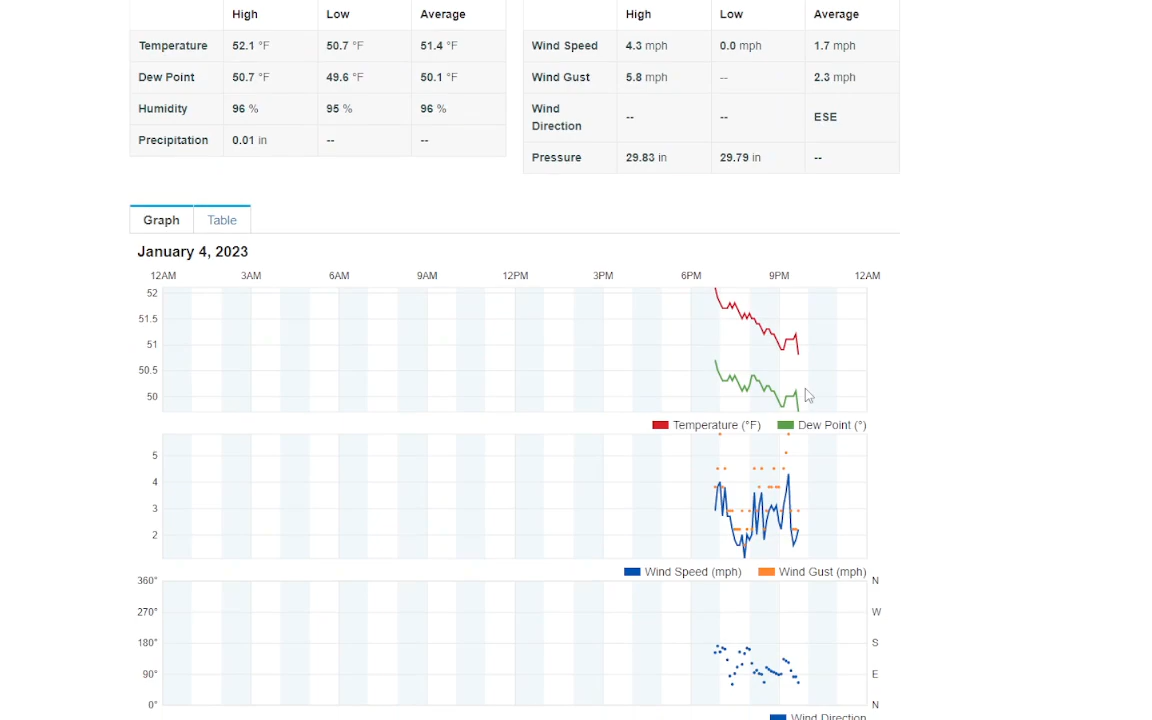 High Low Average
Temperature 52.1 °F 50.7 °F 51.4 °F
Dew Point 50.7 °F 49.6 °F 50.1 °F
Humidity 96 % 95 % 96 %
Precipitation 0.01 in -- --
High Low Average
Wind Speed 4.3 mph 0.0 mph 1.7 mph
Wind Gust 5.8 mph -- 2.3 mph
Wind
Direction -- -- ESE
Pressure 29.83 in 29.79 in --
Graph Table
January 4, 2023
12AM 3AM 6AM 9AM 12PM 3PM 6PM 9PM 12AM
52
51.5
51
50.5
50
Temperature (°F) Dew Point (°)
5
4
3
2
Wind Speed (mph) Wind Gust (mph)
360° N
270° W
180° S
90° E
0° N
Wind Direction